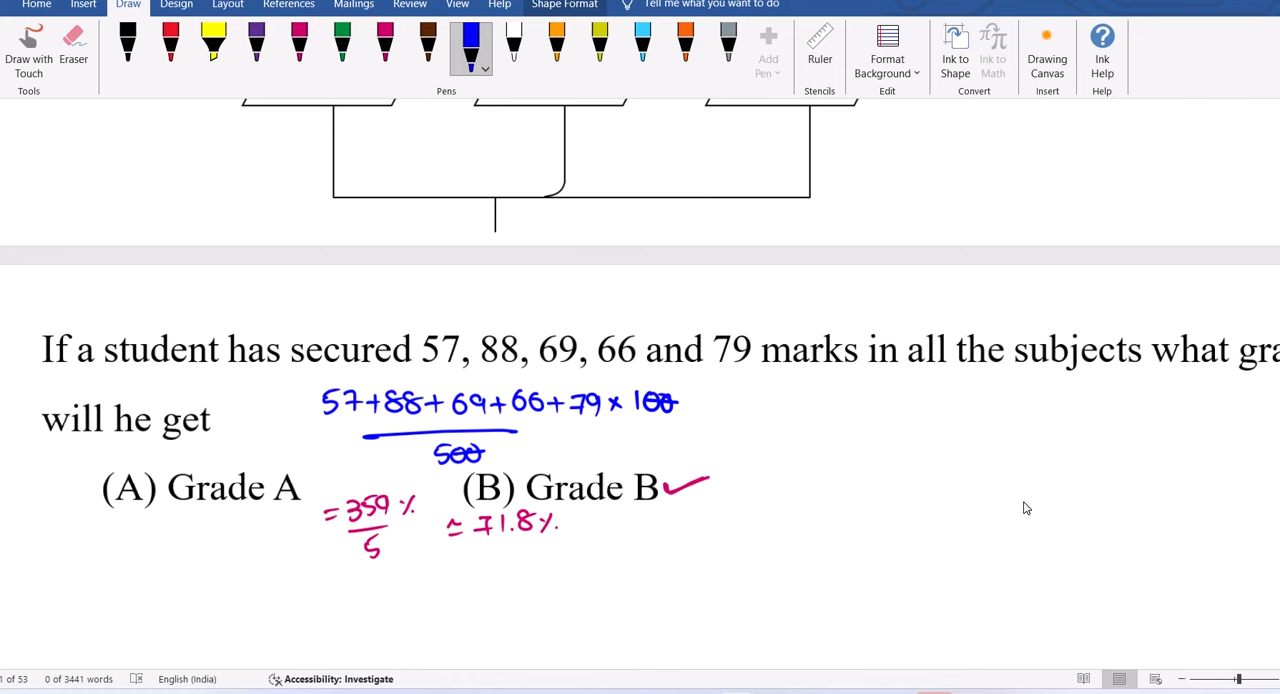 Home Insert Draw Design Layout References Mailings Review View Help Shape Format Tell me what you want to do
Draw with Touch
Eraser
Add Pen
Ruler
Format Background
Ink to Shape
Ink to Math
Drawing Canvas
Ink Help
Tools Pens Stencils Edit Convert Insert Help
If a student has secured 57, 88, 69, 66 and 79 marks in all the subjects what
57+88+69+66+79 × 100
will he get
500
(A) Grade A (B) Grade B ✓
= 359 % ≃ 71.8 %.
5
1 of 53 0 of 3441 words English (India) Accessibility: Investigate